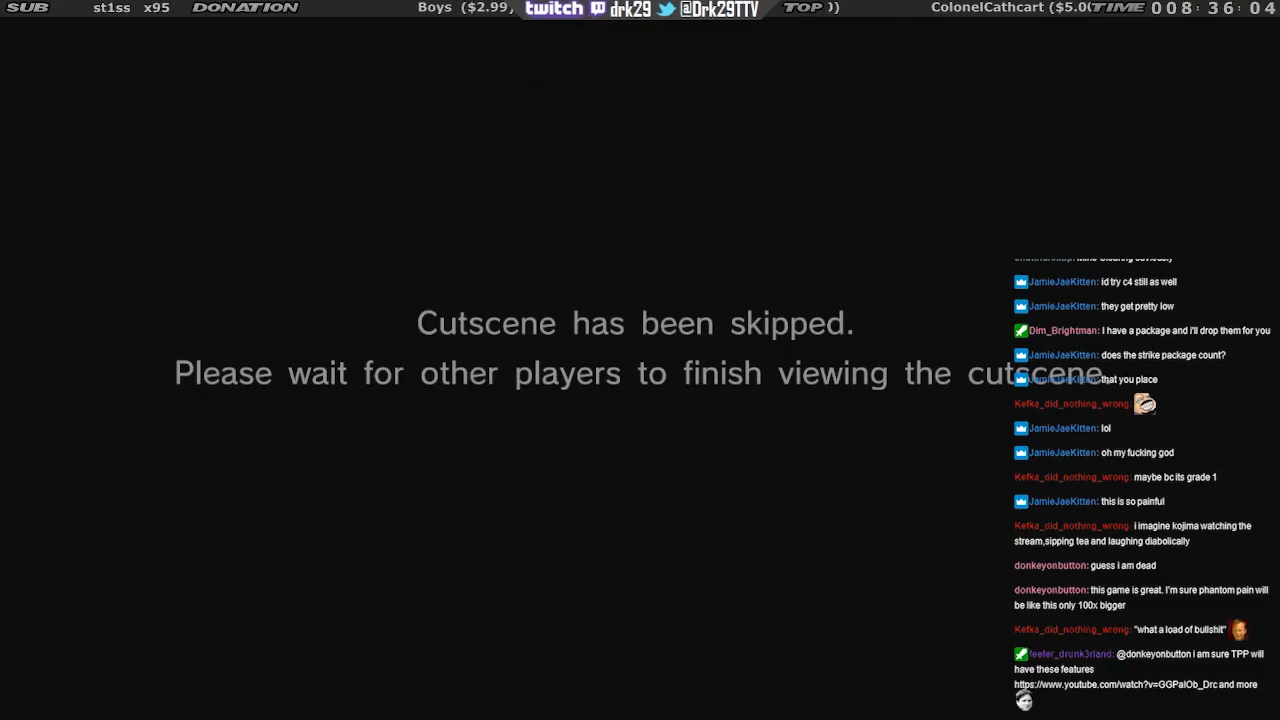 SUB st1ss x95 DONATION Boys ($2.99) twitch drk29 @Drk29TTV TOP )) ColonelCathcart ($5.0 TIME 008:36:04
JamieJaeKitten: id try c4 still as well
JamieJaeKitten: they get pretty low
Cutscene has been skipped.
Dim_Brightman: I have a package and i'll drop them for you
JamieJaeKitten: does the strike package count?
Please wait for other players to finish viewing the cutscene.
JamieJaeKitten: that you place
Kefka_did_nothing_wrong:
JamieJaeKitten: lol
JamieJaeKitten: oh my fucking god
Kefka_did_nothing_wrong: maybe bc its grade 1
JamieJaeKitten: this is so painful
Kefka_did_nothing_wrong: i imagine kojima watching the
stream,sipping tea and laughing diabolically
donkeyonbutton: guess i am dead
donkeyonbutton: this game is great. I'm sure phantom pain will
be like this only 100x bigger
Kefka_did_nothing_wrong: "what a load of bullshit"
feefer_drunk3rland: @donkeyonbutton i am sure TPP will
have these features
https://www.youtube.com/watch?v=GGPalOb_Drc and more